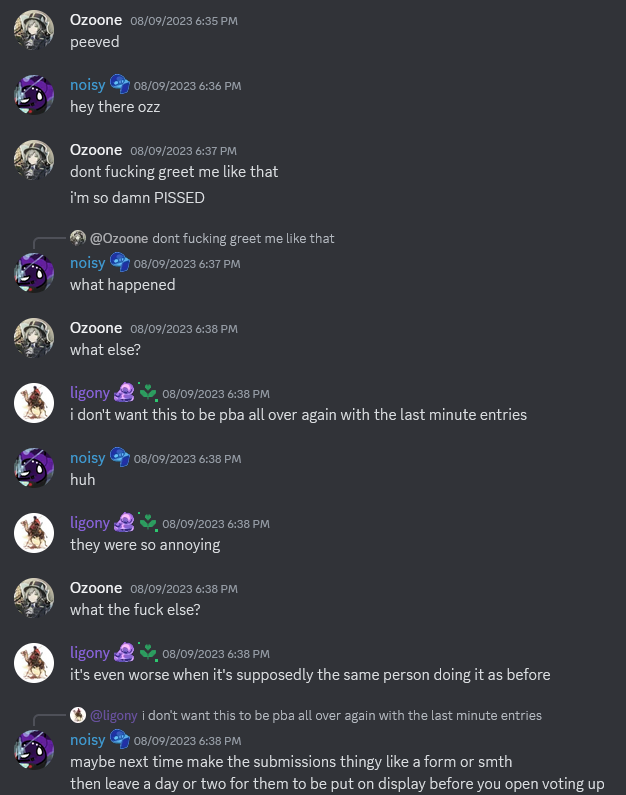 Ozoone 08/09/2023 6:35 PM
peeved
noisy 08/09/2023 6:36 PM
hey there ozz
Ozoone 08/09/2023 6:37 PM
dont fucking greet me like that
i'm so damn PISSED
@Ozoone dont fucking greet me like that
noisy 08/09/2023 6:37 PM
what happened
Ozoone 08/09/2023 6:38 PM
what else?
ligony 08/09/2023 6:38 PM
i don't want this to be pba all over again with the last minute entries
noisy 08/09/2023 6:38 PM
huh
ligony 08/09/2023 6:38 PM
they were so annoying
Ozoone 08/09/2023 6:38 PM
what the fuck else?
ligony 08/09/2023 6:38 PM
it's even worse when it's supposedly the same person doing it as before
@ligony i don't want this to be pba all over again with the last minute entries
noisy 08/09/2023 6:38 PM
maybe next time make the submissions thingy like a form or smth
then leave a day or two for them to be put on display before you open voting up